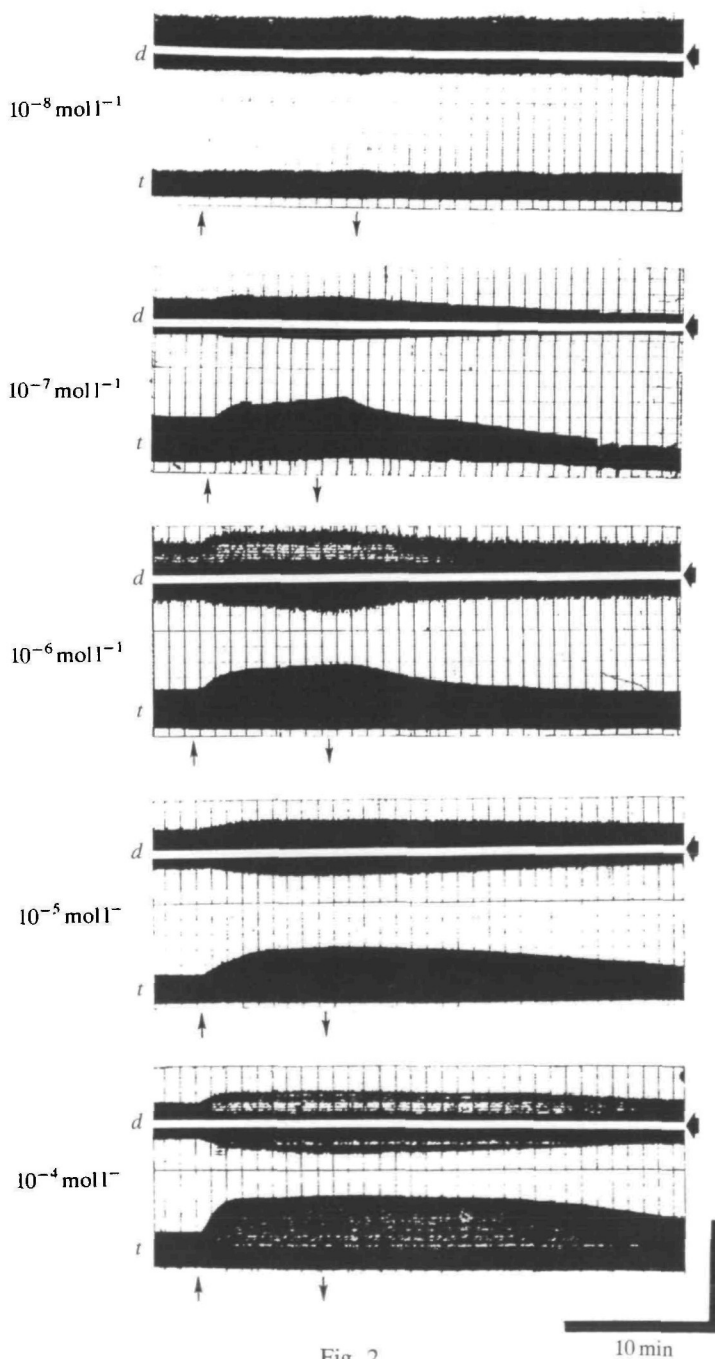 d
10⁻⁸ mol l⁻¹
t
d
10⁻⁷ mol l⁻¹
t
d
10⁻⁶ mol l⁻¹
t
d
10⁻⁵ mol l⁻
t
d
10⁻⁴ mol l⁻
t
10 min
Fig. 2